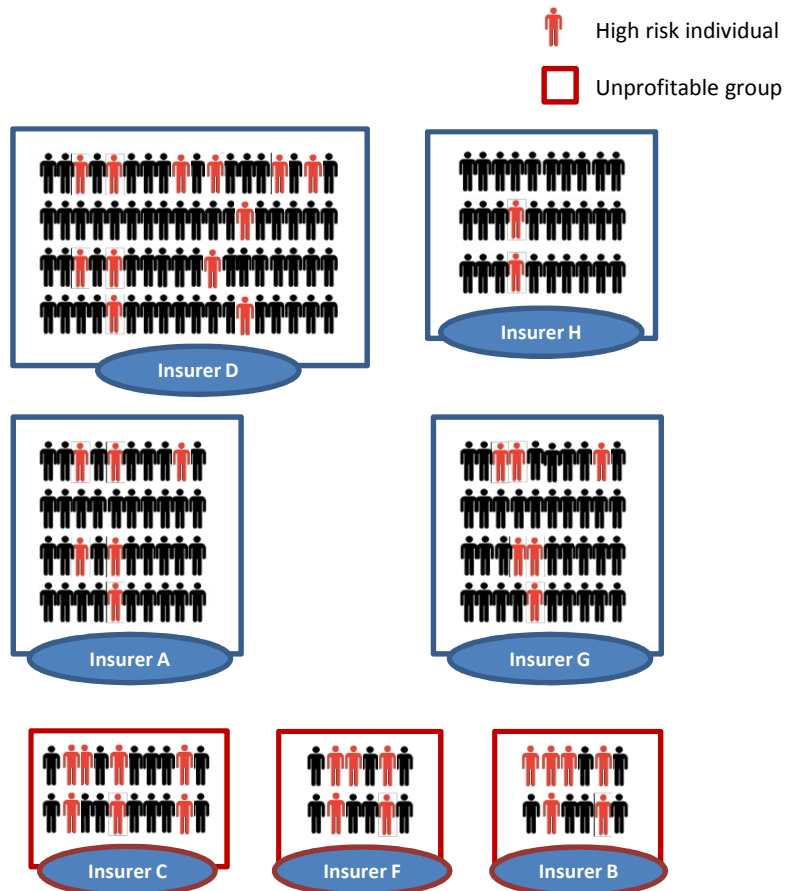 High risk individual
Unprofitable group
Insurer D
Insurer H
Insurer A
Insurer G
Insurer C
Insurer F
Insurer B